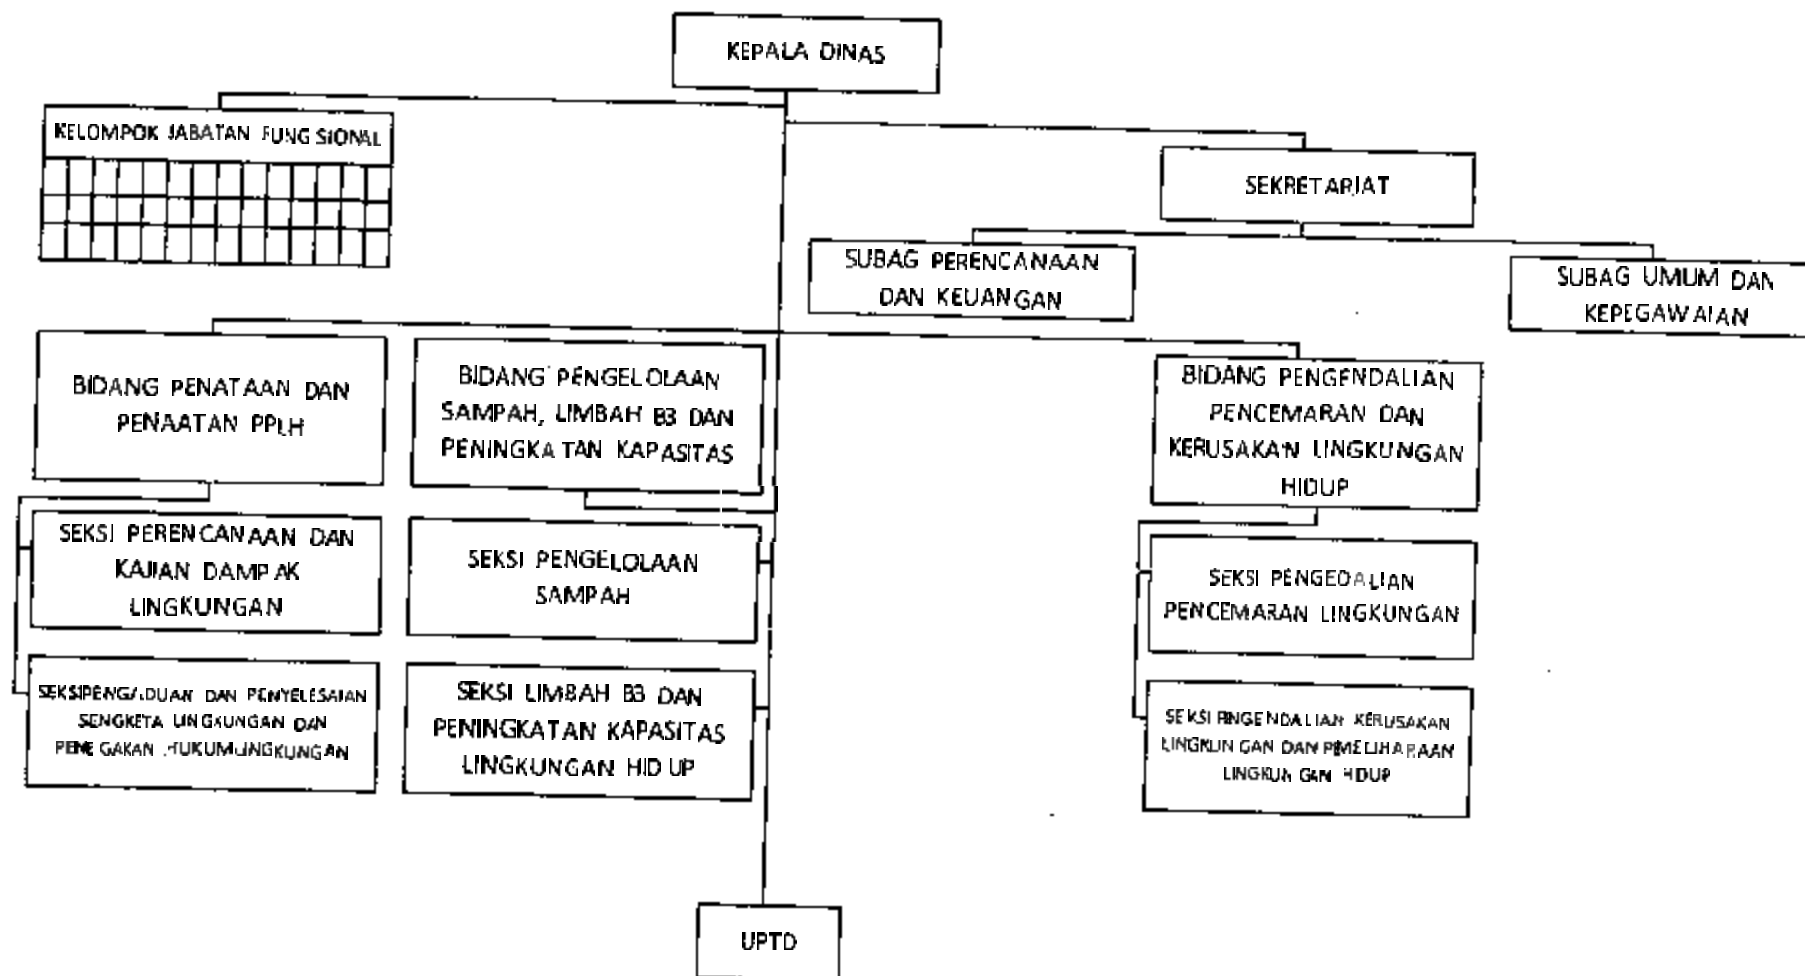 KEPALA DINAS
KELOMPOK JABATAN FUNGSIONAL
SEKRETARIAT
SUBAG PERENCANAAN
DAN KEUANGAN
SUBAG UMUM DAN
KEPEGAWAIAN
BIDANG PENATAAN DAN
PENAATAN PPLH
BIDANG PENGELOLAAN
SAMPAH, LIMBAH B3 DAN
PENINGKATAN KAPASITAS
BIDANG PENGENDALIAN
PENCEMARAN DAN
KERUSAKAN LINGKUNGAN
HIDUP
SEKSI PERENCANAAN DAN
KAJIAN DAMPAK
LINGKUNGAN
SEKSI PENGELOLAAN
SAMPAH
SEKSI PENGEDALIAN
PENCEMARAN LINGKUNGAN
SEKSIPENGADUAN DAN PENYELESAIAN
SENGKETA LINGKUNGAN DAN
PENEGAKAN HUKUMLINGKUNGAN
SEKSI LIMBAH B3 DAN
PENINGKATAN KAPASITAS
LINGKUNGAN HIDUP
SEKSI PNGENDALIAN KERUSAKAN
LINGKUNGAN DAN PEMELIHARAAN
LINGKUNGAN HIDUP
UPTD